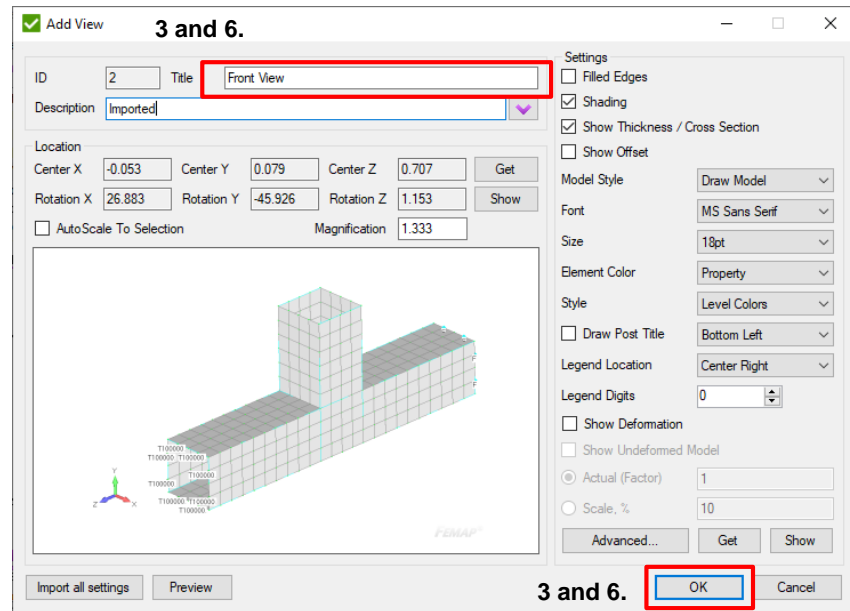 Add View
3 and 6.
ID 2 Title Front View
Description Imported
Location
Center X -0.053 Center Y 0.079 Center Z 0.707 Get
Rotation X 26.883 Rotation Y -45.926 Rotation Z 1.153 Show
AutoScale To Selection Magnification 1.333
T100000
T100000 T100000
T100000
T100000
T100000 T100000
T100000
Y
Z X
F
F
FEMAP
Import all settings Preview
Settings
Filled Edges
Shading
Show Thickness / Cross Section
Show Offset
Model Style Draw Model
Font MS Sans Serif
Size 18pt
Element Color Property
Style Level Colors
Draw Post Title Bottom Left
Legend Location Center Right
Legend Digits 0
Show Deformation
Show Undeformed Model
Actual (Factor) 1
Scale, % 10
Advanced... Get Show
3 and 6. OK Cancel